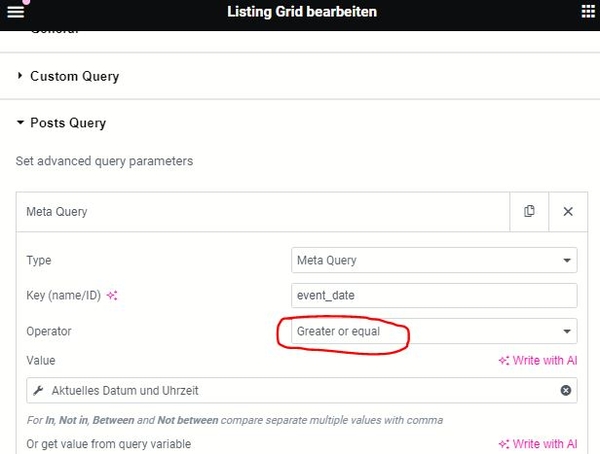 Listing Grid bearbeiten
General
Custom Query
Posts Query
Set advanced query parameters
Meta Query
Type
Meta Query
Key (name/ID)
event_date
Operator
Greater or equal
Value
Write with AI
Aktuelles Datum und Uhrzeit
For In, Not in, Between and Not between compare separate multiple values with comma
Or get value from query variable
Write with AI